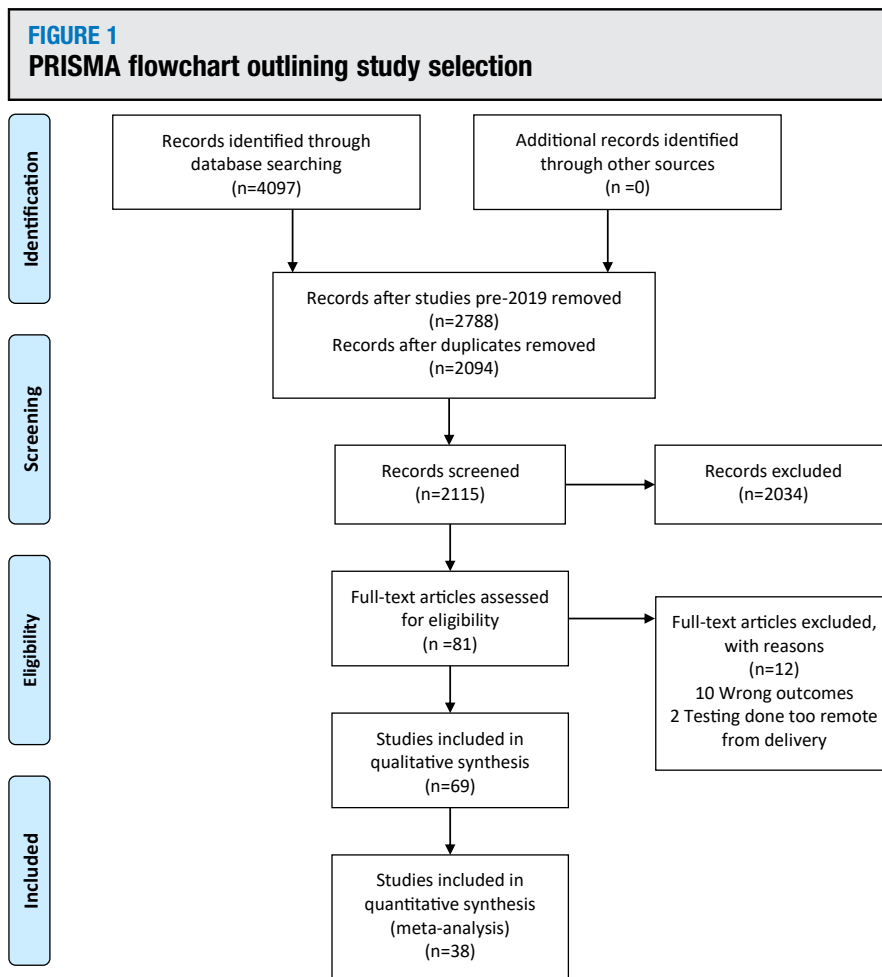 FIGURE 1
PRISMA flowchart outlining study selection
Identification
Records identified through
database searching
(n=4097)
Additional records identified
through other sources
(n =0)
Records after studies pre-2019 removed
(n=2788)
Records after duplicates removed
(n=2094)
Screening
Records screened
(n=2115)
Records excluded
(n=2034)
Eligibility
Full-text articles assessed
for eligibility
(n =81)
Full-text articles excluded,
with reasons
(n=12)
10 Wrong outcomes
2 Testing done too remote
from delivery
Studies included in
qualitative synthesis
(n=69)
Included
Studies included in
quantitative synthesis
(meta-analysis)
(n=38)